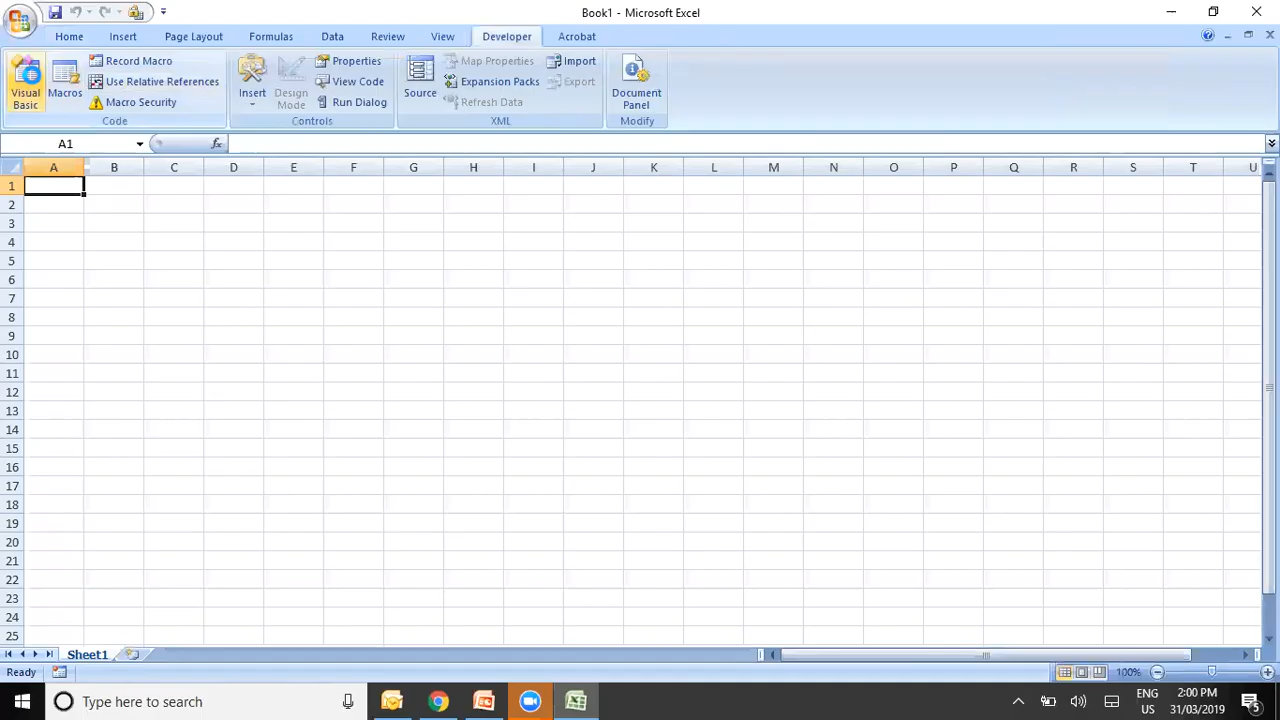 Book1 - Microsoft Excel
Home Insert Page Layout Formulas Data Review View Developer Acrobat
Visual Basic
Macros
Record Macro
Use Relative References
Macro Security
Code
Insert
Design Mode
Properties
View Code
Run Dialog
Controls
Source
Map Properties
Expansion Packs
Refresh Data
Import
Export
XML
Document Panel
Modify
A1 fx
A B C D E F G H I J K L M N O P Q R S T U
1
2
3
4
5
6
7
8
9
10
11
12
13
14
15
16
17
18
19
20
21
22
23
24
25
Sheet1
Ready 100%
Type here to search
ENG 2:00 PM
US 31/03/2019 5